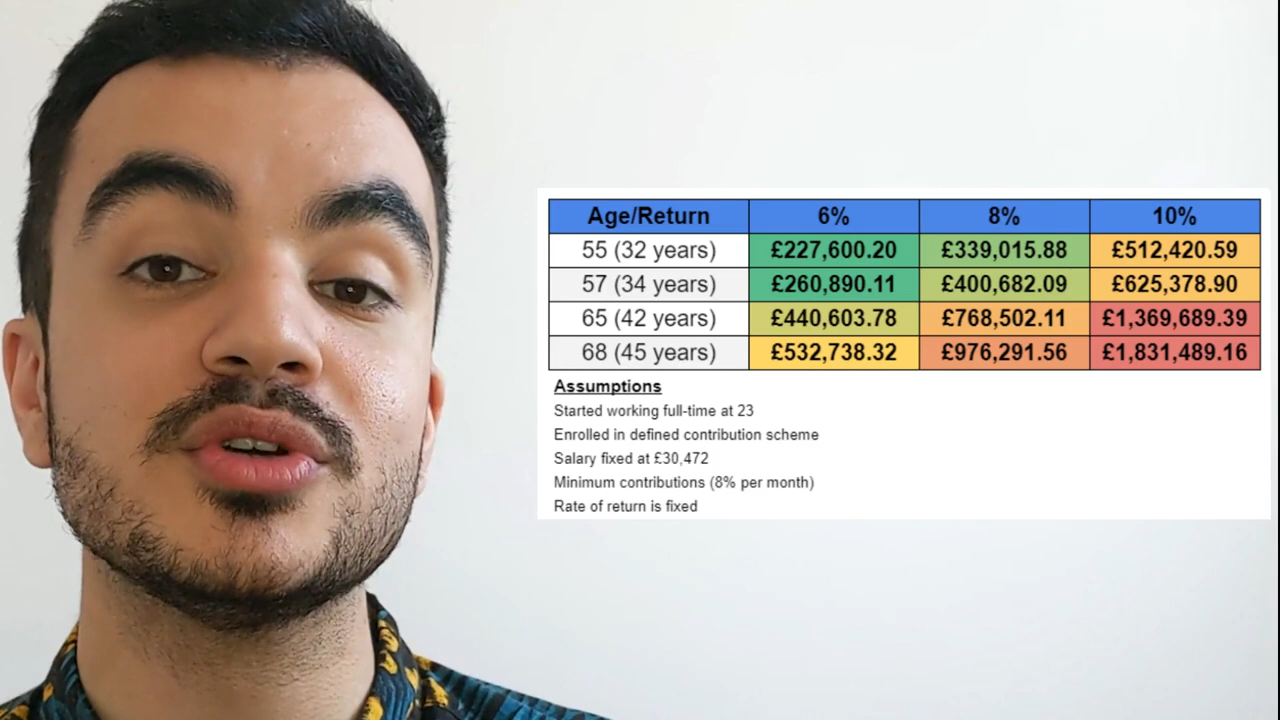 Age/Return 6% 8% 10%
55 (32 years) £227,600.20 £339,015.88 £512,420.59
57 (34 years) £260,890.11 £400,682.09 £625,378.90
65 (42 years) £440,603.78 £768,502.11 £1,369,689.39
68 (45 years) £532,738.32 £976,291.56 £1,831,489.16
Assumptions
Started working full-time at 23
Enrolled in defined contribution scheme
Salary fixed at £30,472
Minimum contributions (8% per month)
Rate of return is fixed